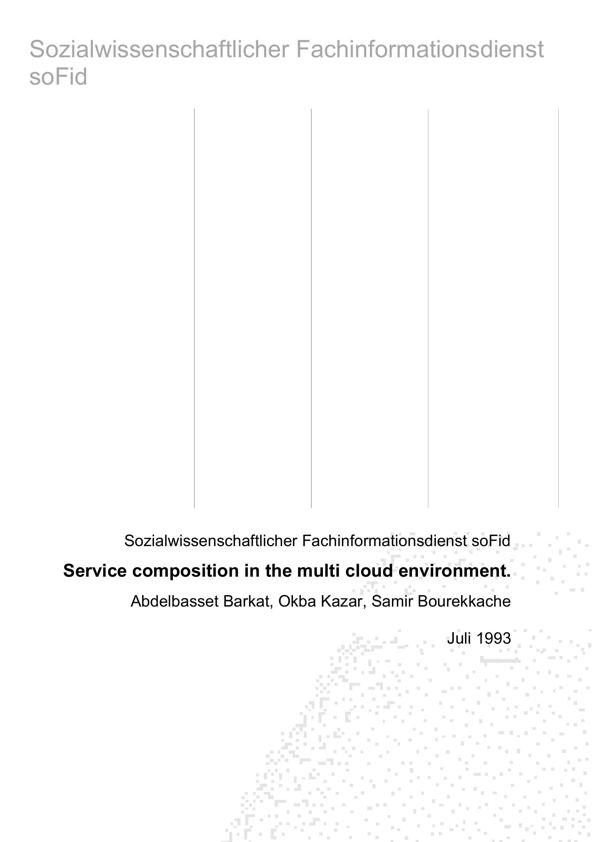 Sozialwissenschaftlicher Fachinformationsdienst
soFid
Sozialwissenschaftlicher Fachinformationsdienst soFid
Service composition in the multi cloud environment.
Abdelbasset Barkat, Okba Kazar, Samir Bourekkache
Juli 1993